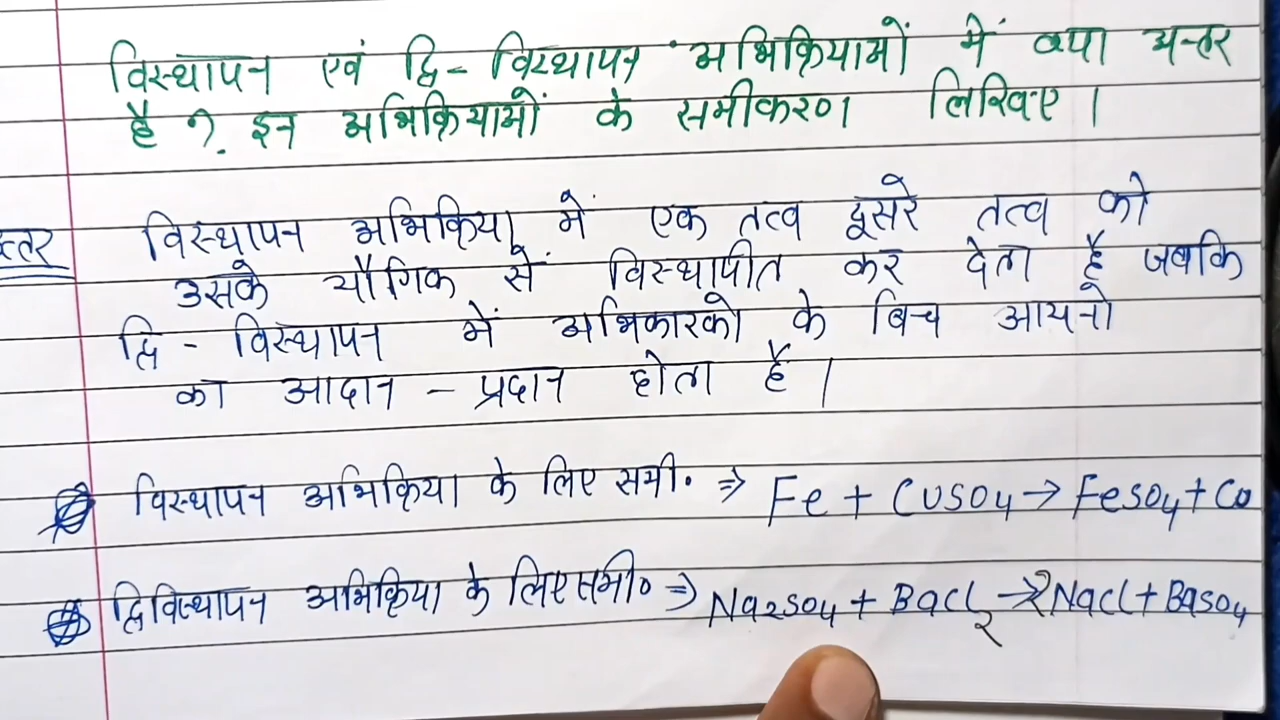 विस्थापन एवं द्वि - विस्थापन अभिक्रियाओं में क्या अन्तर
है ? इन अभिक्रियाओं के समीकरण लिखिए ।
त्तर विस्थापन अभिक्रिया में एक तत्व दूसरे तत्व को
उसके यौगिक से विस्थापीत कर देता है जबकि
द्वि - विस्थापन में अभिकारको के बिच आयनो
का आदान - प्रदान होता है ।
विस्थापन अभिक्रिया के लिए समी. ⇒ Fe + CuSO4 → FeSO4 + Cu
द्विविस्थापन अभिक्रिया के लिए समी० ⇒ Na2SO4 + BaCl2 → 2NaCl + BaSO4